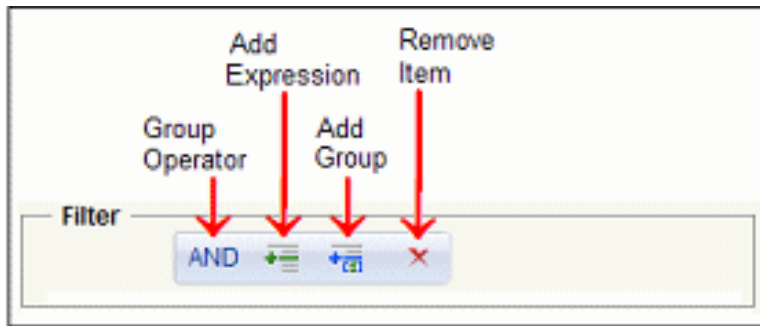 Add
Expression
Remove
Item
Group
Operator
Add
Group
Filter
AND